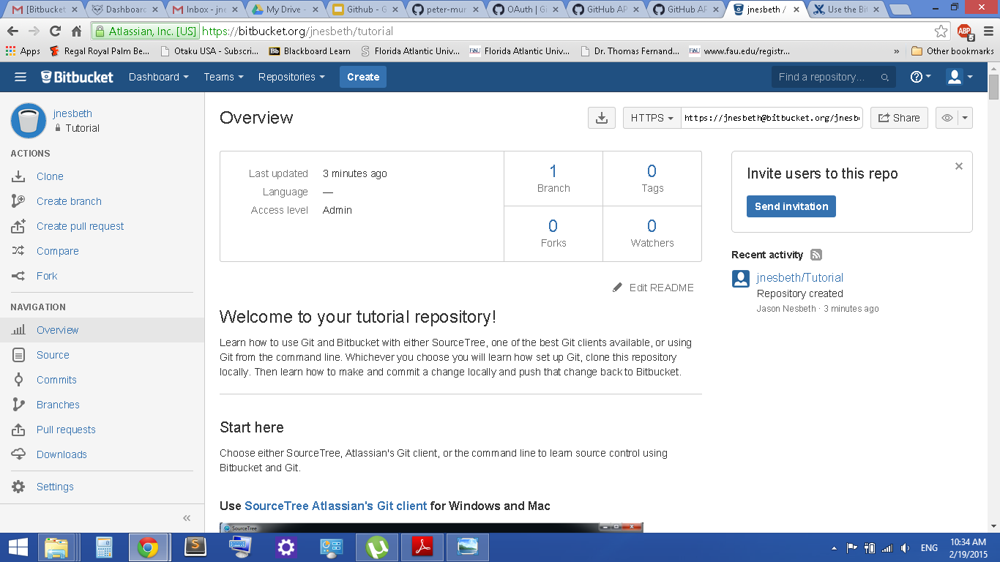 [Bitbucket
Dashboard
Inbox - jne
My Drive -
Github - G
peter-mur
OAuth | Gi
GitHub AP
GitHub AP
jnesbeth /
Use the Bit
Atlassian, Inc. [US]
https://bitbucket.org/jnesbeth/tutorial
ABP
5
Apps
Regal Royal Palm Be...
Otaku USA - Subscri...
Bb
Blackboard Learn
Florida Atlantic Univ...
FAU
Florida Atlantic Univ...
Dr. Thomas Fernand...
FAU
www.fau.edu/registr...
»
Other bookmarks
Bitbucket
Dashboard
Teams
Repositories
Create
Find a repository...
jnesbeth
Tutorial
ACTIONS
Clone
Create branch
Create pull request
Compare
Fork
NAVIGATION
Overview
Source
Commits
Branches
Pull requests
Downloads
Settings
«
Overview
HTTPS
https://jnesbeth@bitbucket.org/jnesb
Share
Last updated 3 minutes ago
Language —
Access level Admin
1
Branch
0
Tags
0
Forks
0
Watchers
Edit README
Welcome to your tutorial repository!
Learn how to use Git and Bitbucket with either SourceTree, one of the best Git clients available, or using
Git from the command line. Whichever you choose you will learn how set up Git, clone this repository
locally. Then learn how to make and commit a change locally and push that change back to Bitbucket.
Start here
Choose either SourceTree, Atlassian's Git client, or the command line to learn source control using
Bitbucket and Git.
Use SourceTree Atlassian's Git client for Windows and Mac
SourceTree
Invite users to this repo
Send invitation
Recent activity
jnesbeth/Tutorial
Repository created
Jason Nesbeth · 3 minutes ago
ENG
10:34 AM
2/19/2015